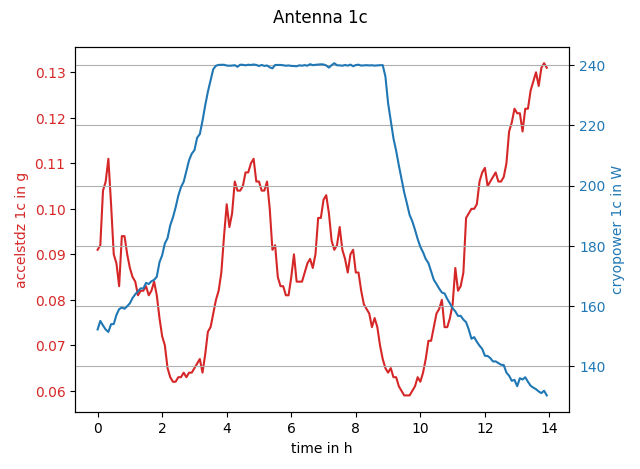 Antenna 1c
accelstdz 1c in g
0.13
0.12
0.11
0.10
0.09
0.08
0.07
0.06
240
220
200
180
160
140
cryopower 1c in W
0 2 4 6 8 10 12 14
time in h